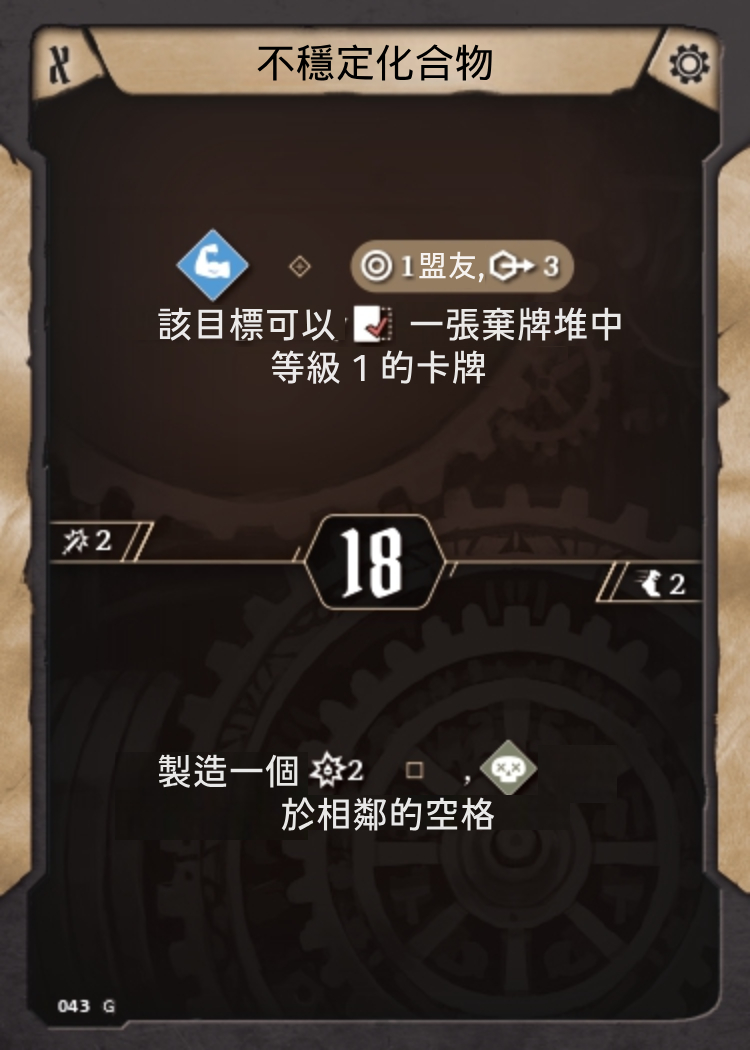 X
不穩定化合物
1盟友, 3
該目標可以 一張棄牌堆中
等級 1 的卡牌
2
18
2
製造一個 2 ,
於相鄰的空格
043 G